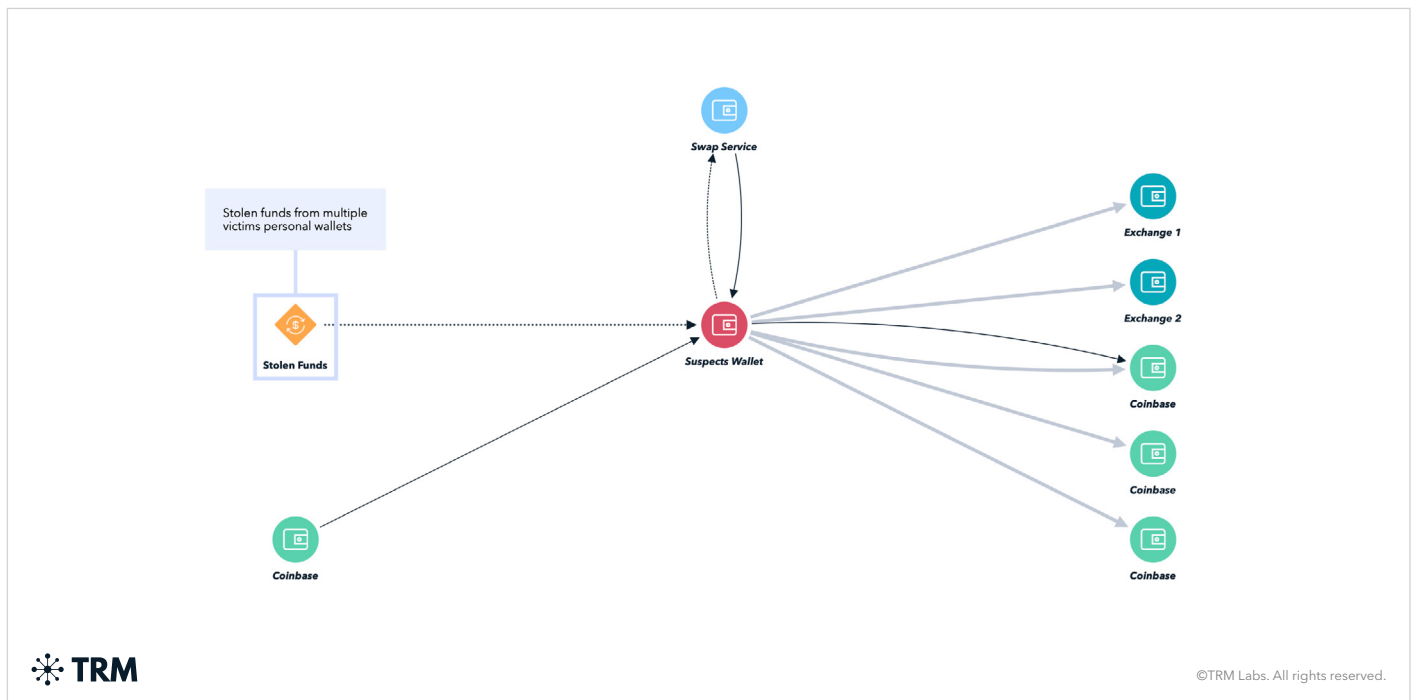 Swap Service
Stolen funds from multiple
victims personal wallets
Exchange 1
Exchange 2
Stolen Funds
Suspects Wallet
Coinbase
Coinbase
Coinbase
Coinbase
TRM
©TRM Labs. All rights reserved.